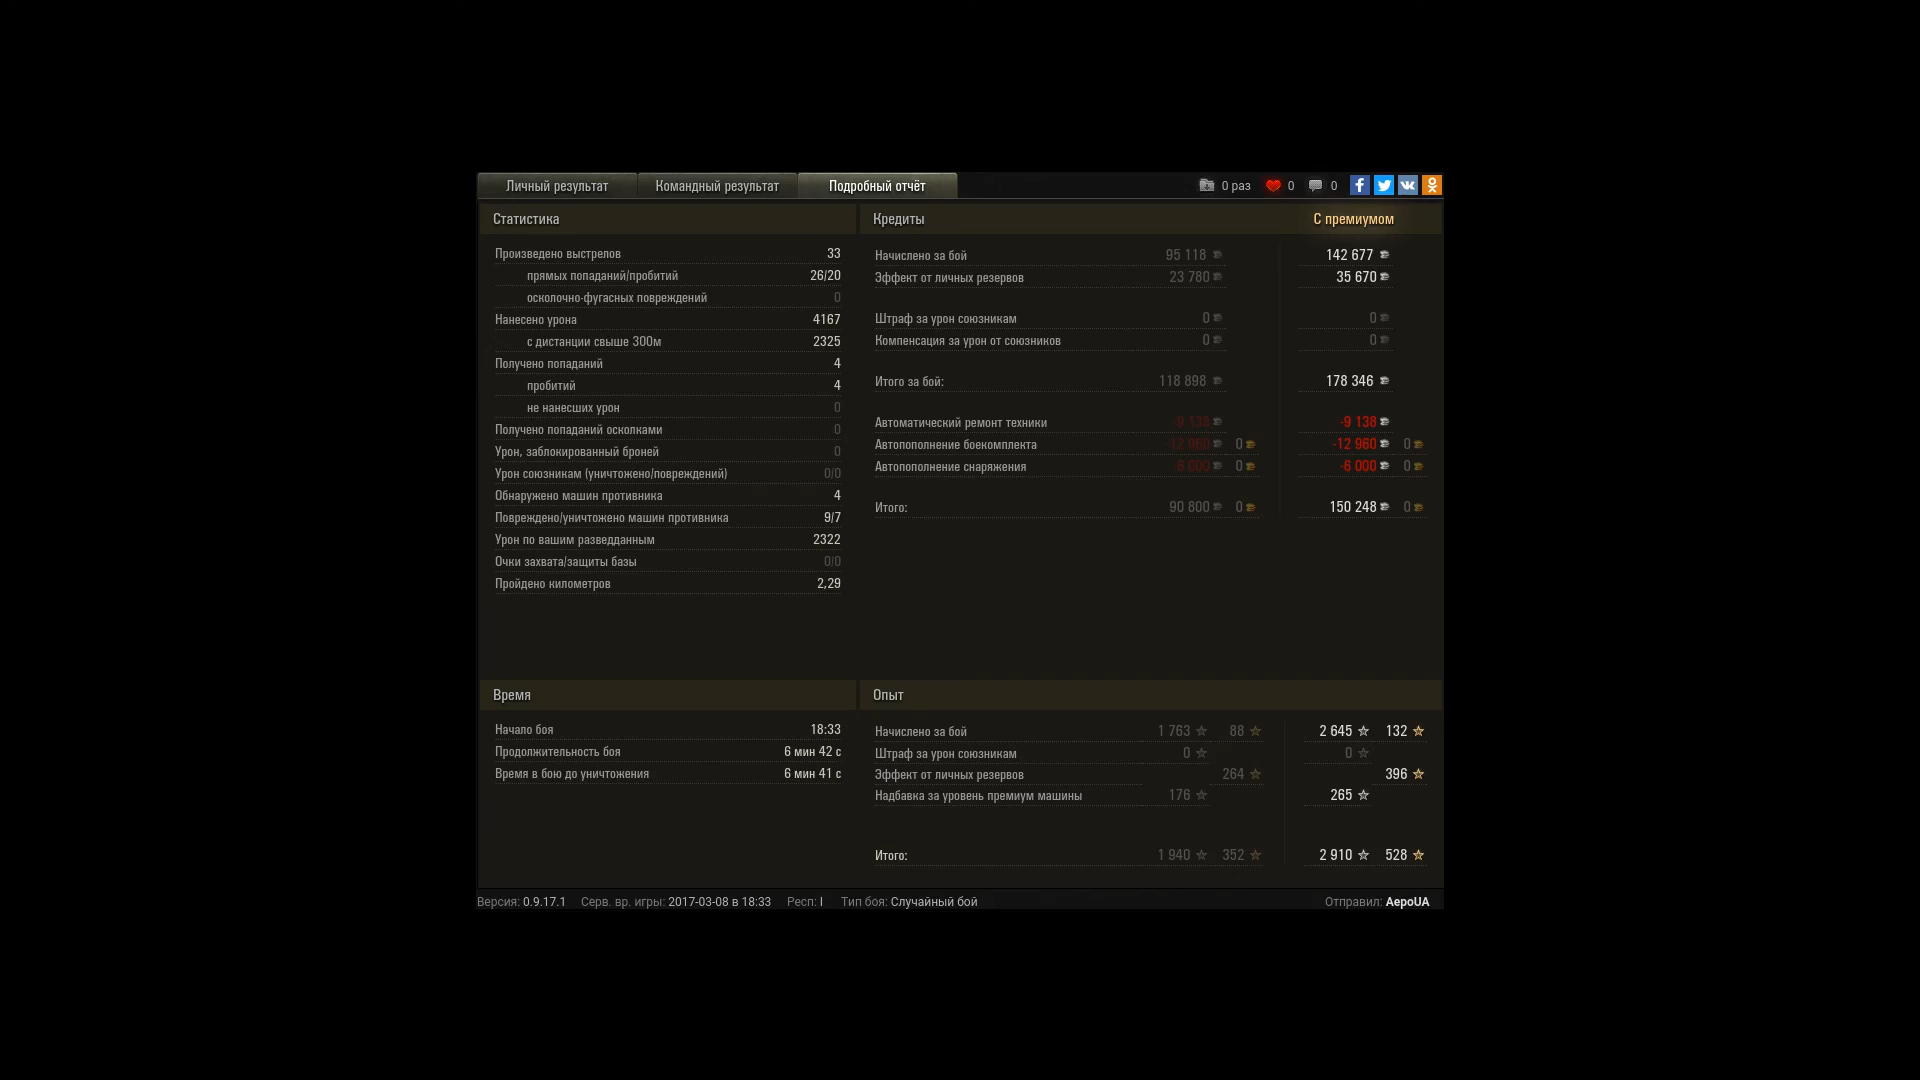 Личный результат Командный результат Подробный отчёт 0 раз 0 0
Статистика
Произведено выстрелов 33
прямых попаданий/пробитий 26/20
осколочно-фугасных повреждений 0
Нанесено урона 4167
с дистанции свыше 300м 2325
Получено попаданий 4
пробитий 4
не нанесших урон 0
Получено попаданий осколками 0
Урон, заблокированный броней 0
Урон союзникам (уничтожено/повреждений) 0/0
Обнаружено машин противника 4
Повреждено/уничтожено машин противника 9/7
Урон по вашим разведданным 2322
Очки захвата/защиты базы 0/0
Пройдено километров 2,29
Кредиты С премиумом
Начислено за бой 95 118 142 677
Эффект от личных резервов 23 780 35 670
Штраф за урон союзникам 0 0
Компенсация за урон от союзников 0 0
Итого за бой: 118 898 178 346
Автоматический ремонт техники -9 138 -9 138
Автопополнение боекомплекта -12 960 0 -12 960 0
Автопополнение снаряжения -6 000 0 -6 000 0
Итого: 90 800 0 150 248 0
Время
Начало боя 18:33
Продолжительность боя 6 мин 42 с
Время в бою до уничтожения 6 мин 41 с
Опыт
Начислено за бой 1 763 88 2 645 132
Штраф за урон союзникам 0 0
Эффект от личных резервов 264 396
Надбавка за уровень премиум машины 176 265
Итого: 1 940 352 2 910 528
Версия: 0.9.17.1 Серв. вр. игры: 2017-03-08 в 18:33 Респ: I Тип боя: Случайный бой Отправил: AepoUA